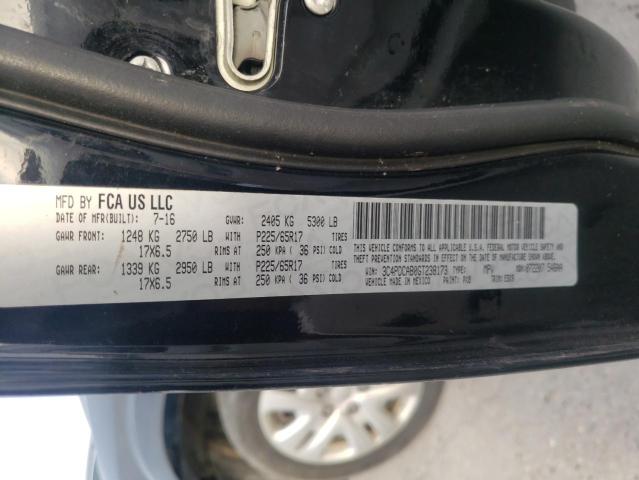 MFD BY FCA US LLC
DATE OF MFR(BUILT): 7-16 GVWR: 2405 KG 5300 LB
GAWR FRONT: 1248 KG 2750 LB WITH P225/65R17 TIRES
17X6.5 RIMS AT 250 KPA ( 36 PSI) COLD
GAWR REAR: 1339 KG 2950 LB WITH P225/65R17 TIRES
17X6.5 RIMS AT 250 KPA ( 36 PSI) COLD
THIS VEHICLE CONFORMS TO ALL APPLICABLE U.S.A. FEDERAL MOTOR VEHICLE SAFETY AND
THEFT PREVENTION STANDARDS IN EFFECT ON THE DATE OF MANUFACTURE SHOWN ABOVE.
VIN: 3C4PDCAB0GT238173 TYPE: MPV
VEHICLE MADE IN MEXICO PAINT: TRIM: